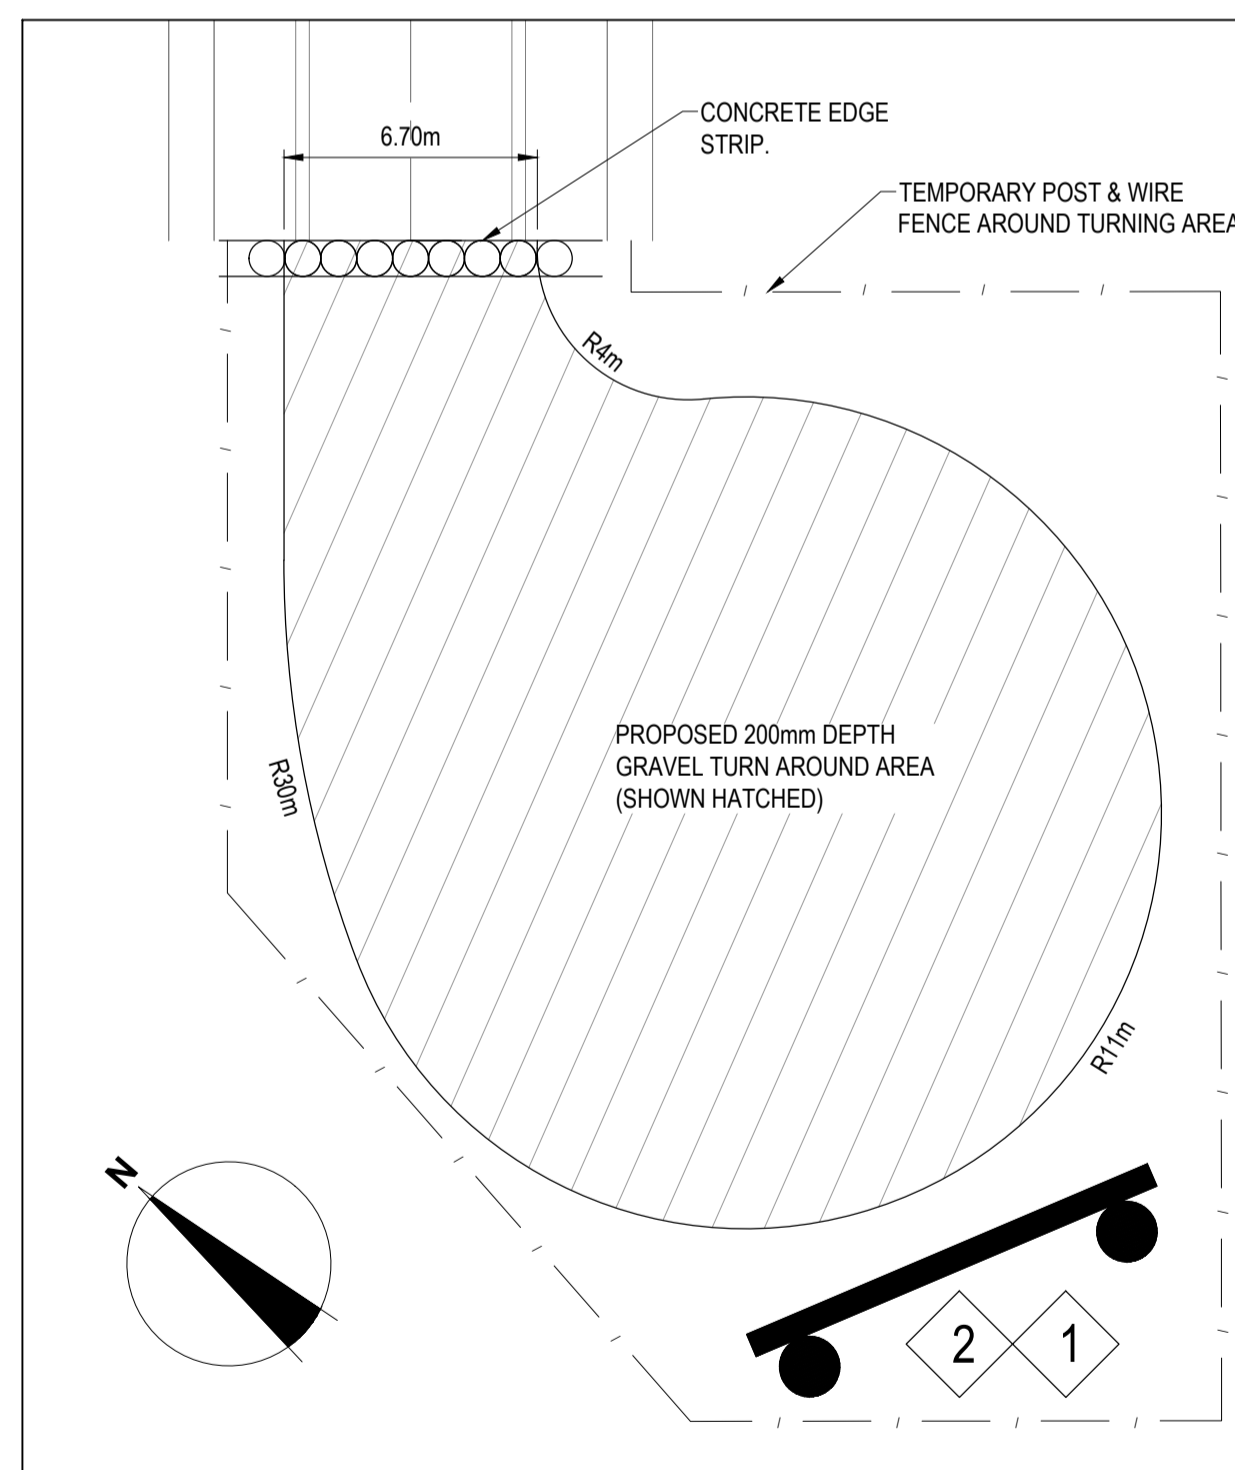 6.70m
CONCRETE EDGE
STRIP.
TEMPORARY POST & WIRE
FENCE AROUND TURNING AREA
R4m
PROPOSED 200mm DEPTH
GRAVEL TURN AROUND AREA
(SHOWN HATCHED)
R30m
R11m
N
2
1